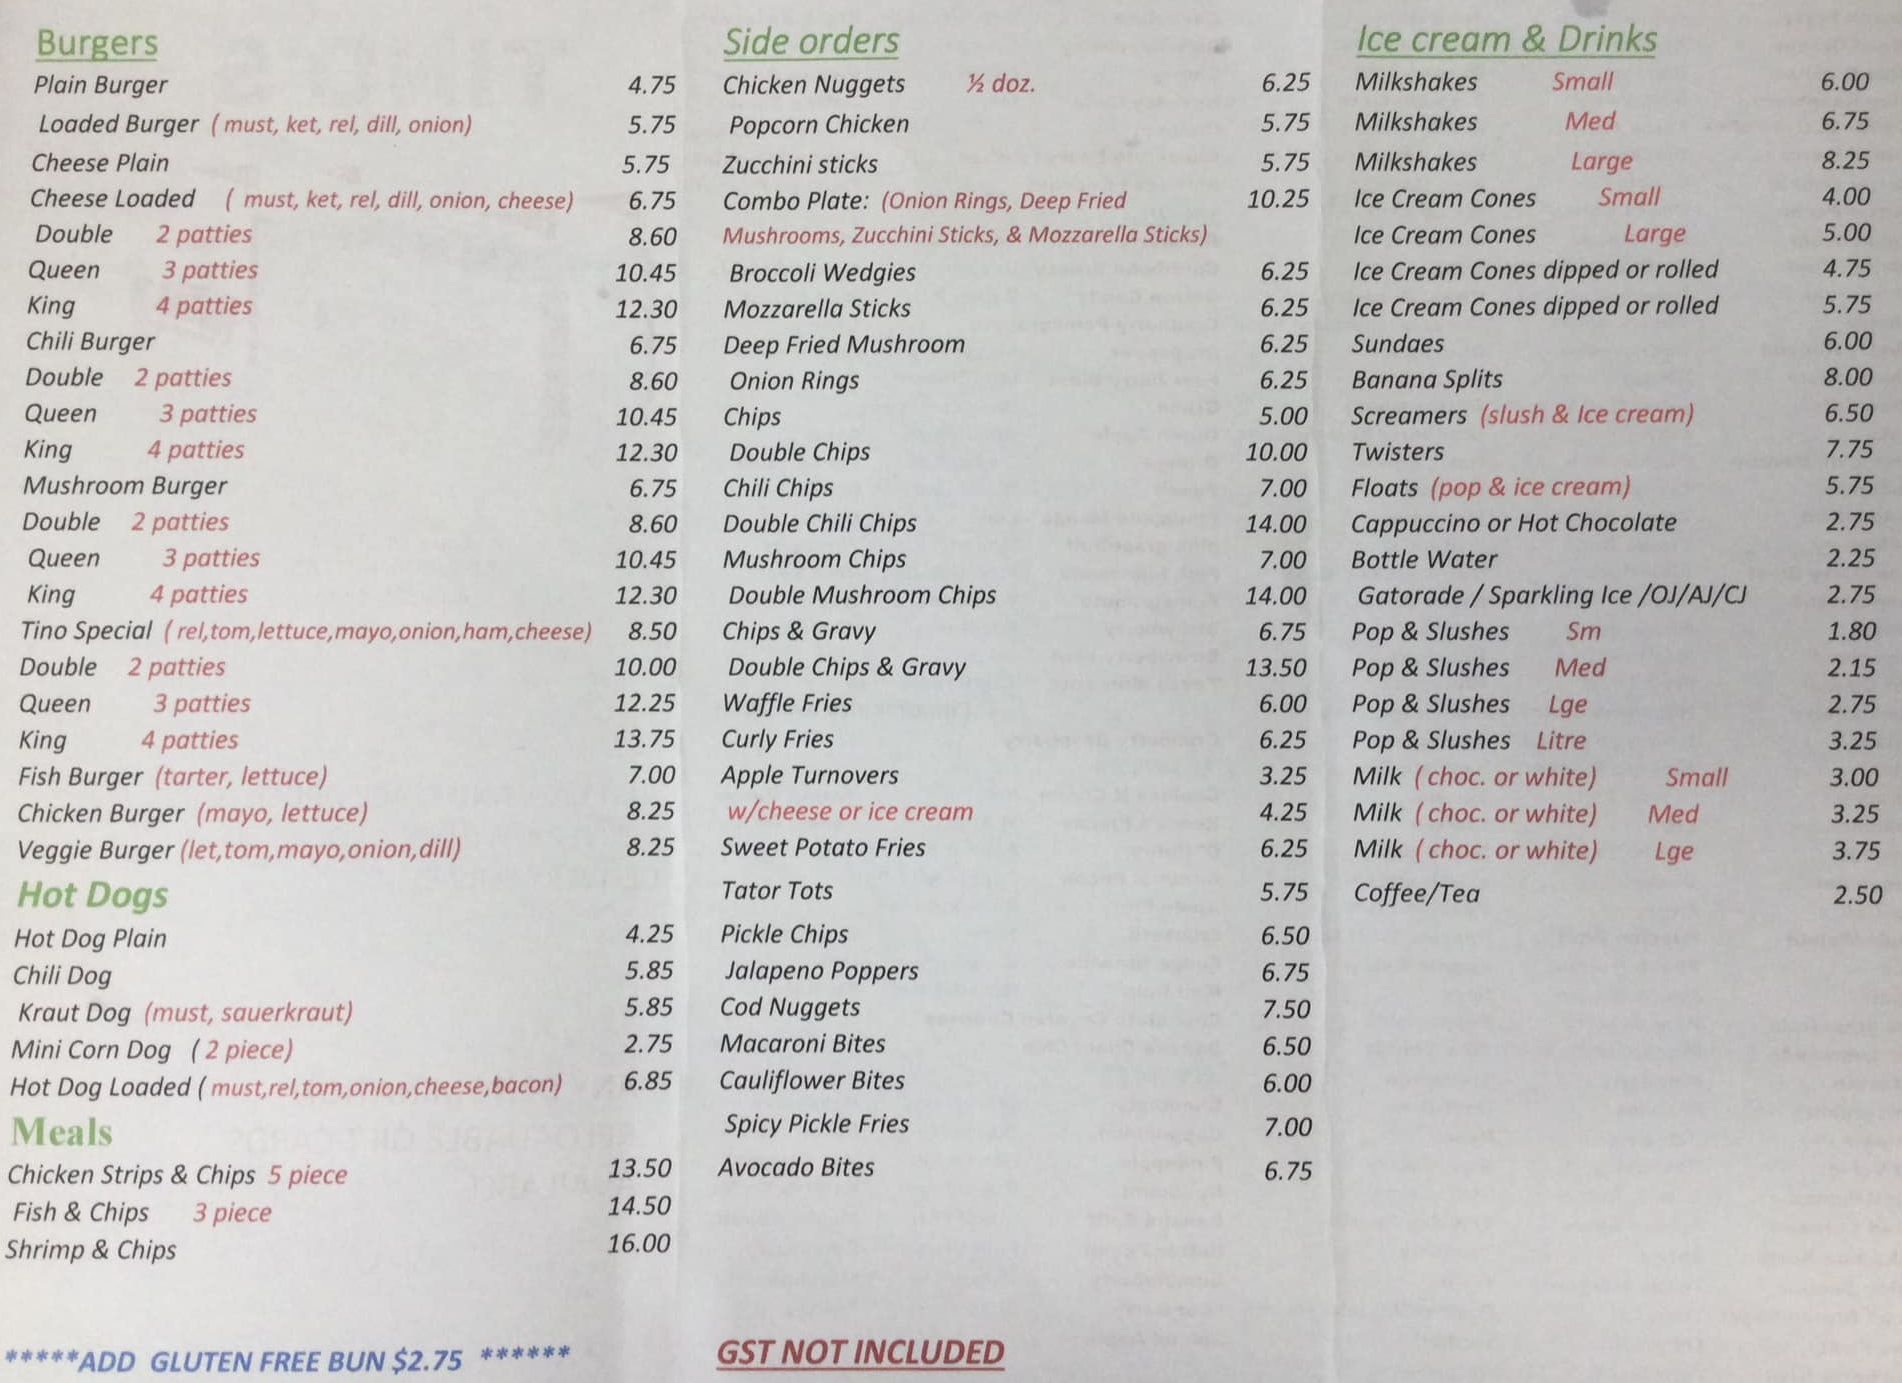 Burgers
Plain Burger 4.75
Loaded Burger ( must, ket, rel, dill, onion) 5.75
Cheese Plain 5.75
Cheese Loaded ( must, ket, rel, dill, onion, cheese) 6.75
Double 2 patties 8.60
Queen 3 patties 10.45
King 4 patties 12.30
Chili Burger 6.75
Double 2 patties 8.60
Queen 3 patties 10.45
King 4 patties 12.30
Mushroom Burger 6.75
Double 2 patties 8.60
Queen 3 patties 10.45
King 4 patties 12.30
Tino Special ( rel,tom,lettuce,mayo,onion,ham,cheese) 8.50
Double 2 patties 10.00
Queen 3 patties 12.25
King 4 patties 13.75
Fish Burger (tarter, lettuce) 7.00
Chicken Burger (mayo, lettuce) 8.25
Veggie Burger (let,tom,mayo,onion,dill) 8.25
Hot Dogs
Hot Dog Plain 4.25
Chili Dog 5.85
Kraut Dog (must, sauerkraut) 5.85
Mini Corn Dog ( 2 piece) 2.75
Hot Dog Loaded ( must,rel,tom,onion,cheese,bacon) 6.85
Meals
Chicken Strips & Chips 5 piece 13.50
Fish & Chips 3 piece 14.50
Shrimp & Chips 16.00
*****ADD GLUTEN FREE BUN $2.75 ******
Side orders
Chicken Nuggets ½ doz. 6.25
Popcorn Chicken 5.75
Zucchini sticks 5.75
Combo Plate: (Onion Rings, Deep Fried 10.25
Mushrooms, Zucchini Sticks, & Mozzarella Sticks)
Broccoli Wedgies 6.25
Mozzarella Sticks 6.25
Deep Fried Mushroom 6.25
Onion Rings 6.25
Chips 5.00
Double Chips 10.00
Chili Chips 7.00
Double Chili Chips 14.00
Mushroom Chips 7.00
Double Mushroom Chips 14.00
Chips & Gravy 6.75
Double Chips & Gravy 13.50
Waffle Fries 6.00
Curly Fries 6.25
Apple Turnovers 3.25
w/cheese or ice cream 4.25
Sweet Potato Fries 6.25
Tator Tots 5.75
Pickle Chips 6.50
Jalapeno Poppers 6.75
Cod Nuggets 7.50
Macaroni Bites 6.50
Cauliflower Bites 6.00
Spicy Pickle Fries 7.00
Avocado Bites 6.75
GST NOT INCLUDED
Ice cream & Drinks
Milkshakes Small 6.00
Milkshakes Med 6.75
Milkshakes Large 8.25
Ice Cream Cones Small 4.00
Ice Cream Cones Large 5.00
Ice Cream Cones dipped or rolled 4.75
Ice Cream Cones dipped or rolled 5.75
Sundaes 6.00
Banana Splits 8.00
Screamers (slush & Ice cream) 6.50
Twisters 7.75
Floats (pop & ice cream) 5.75
Cappuccino or Hot Chocolate 2.75
Bottle Water 2.25
Gatorade / Sparkling Ice /OJ/AJ/CJ 2.75
Pop & Slushes Sm 1.80
Pop & Slushes Med 2.15
Pop & Slushes Lge 2.75
Pop & Slushes Litre 3.25
Milk ( choc. or white) Small 3.00
Milk ( choc. or white) Med 3.25
Milk ( choc. or white) Lge 3.75
Coffee/Tea 2.50